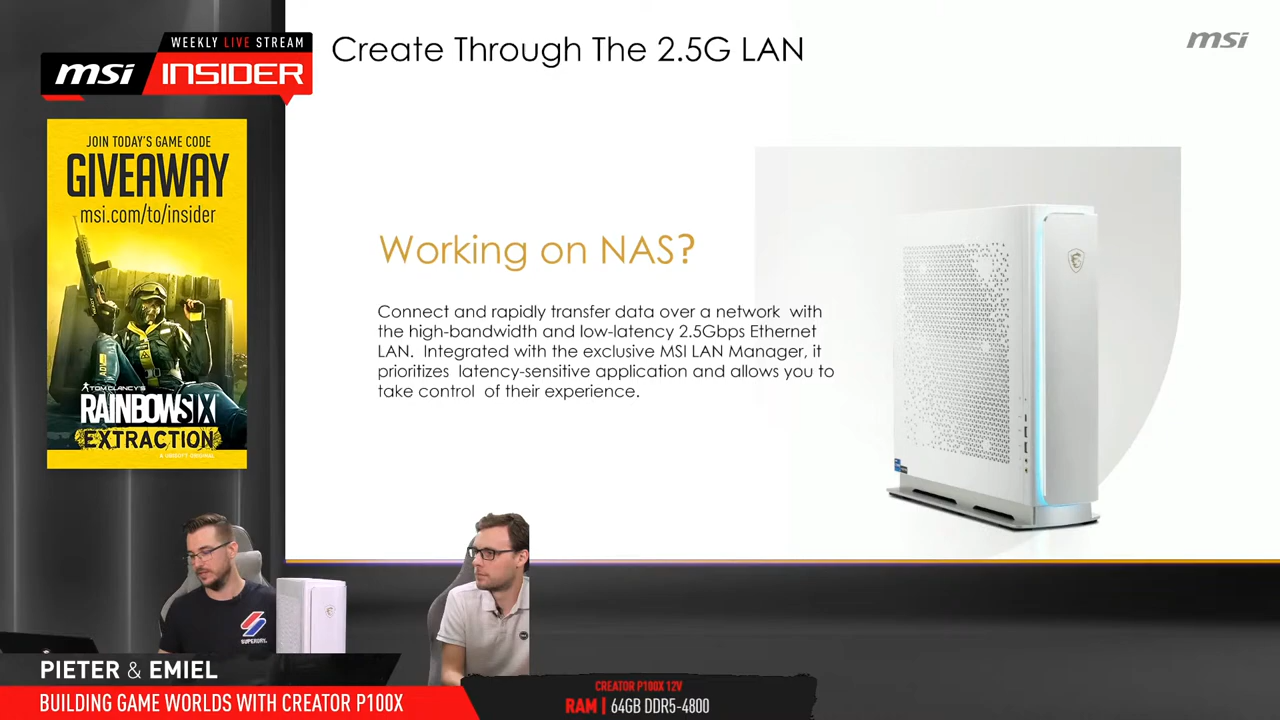 WEEKLY LIVE STREAM
msi INSIDER
Create Through The 2.5G LAN
msi
JOIN TODAY'S GAME CODE
GIVEAWAY
msi.com/to/insider
TOM CLANCY'S
RAINBOWSIX
EXTRACTION
A UBISOFT ORIGINAL
Working on NAS?
Connect and rapidly transfer data over a network with
the high-bandwidth and low-latency 2.5Gbps Ethernet
LAN. Integrated with the exclusive MSI LAN Manager, it
prioritizes latency-sensitive application and allows you to
take control of their experience.
SUPERDRY.
PIETER & EMIEL
BUILDING GAME WORLDS WITH CREATOR P100X
CREATOR P100X 12V
RAM | 64GB DDR5-4800